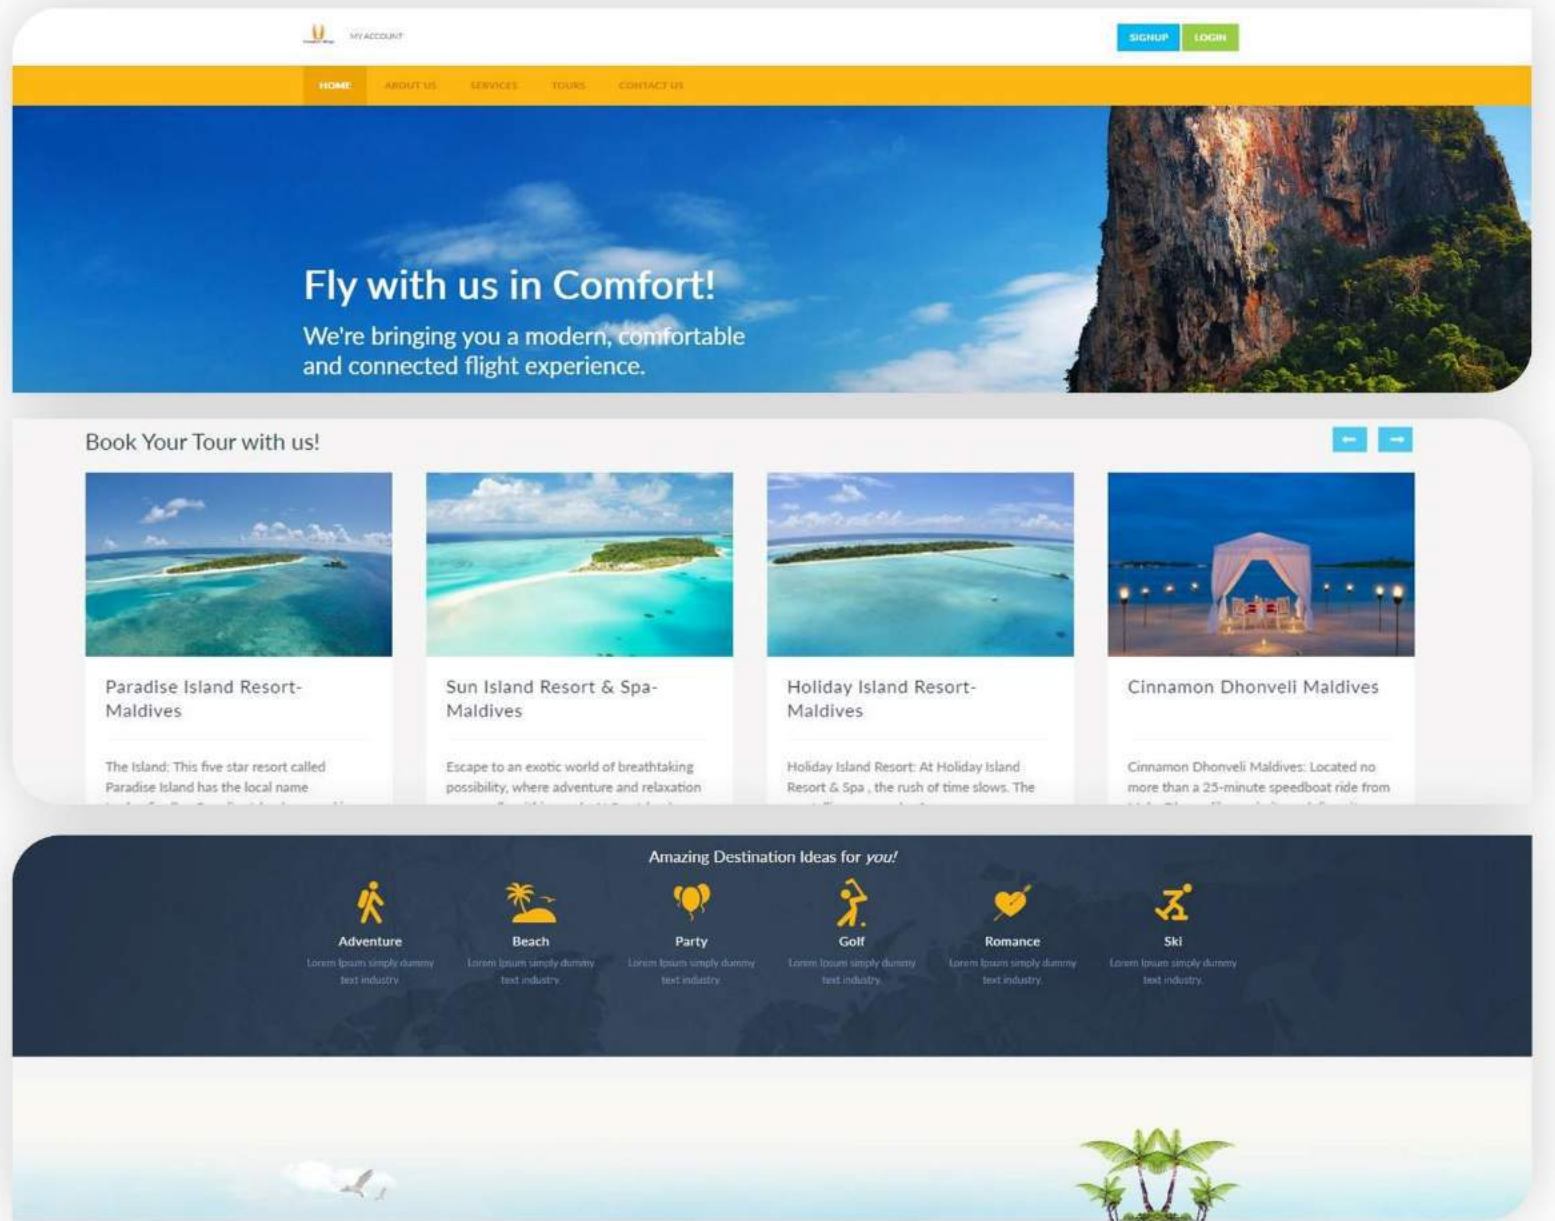 MY ACCOUNT
SIGNUP
LOGIN
HOME
ABOUT US
SERVICES
TOURS
CONTACT US
Fly with us in Comfort!
We're bringing you a modern, comfortable
and connected flight experience.
Book Your Tour with us!
Paradise Island Resort-
Maldives
The Island: This five star resort called
Paradise Island has the local name
Sun Island Resort & Spa-
Maldives
Escape to an exotic world of breathtaking
possibility, where adventure and relaxation
Holiday Island Resort-
Maldives
Holiday Island Resort: At Holiday Island
Resort & Spa , the rush of time slows. The
Cinnamon Dhonveli Maldives
Cinnamon Dhonveli Maldives: Located no
more than a 25-minute speedboat ride from
Amazing Destination Ideas for you!
Adventure
Lorem Ipsum simply dummy
text industry.
Beach
Lorem Ipsum simply dummy
text industry.
Party
Lorem Ipsum simply dummy
text industry.
Golf
Lorem Ipsum simply dummy
text industry.
Romance
Lorem Ipsum simply dummy
text industry.
Ski
Lorem Ipsum simply dummy
text industry.